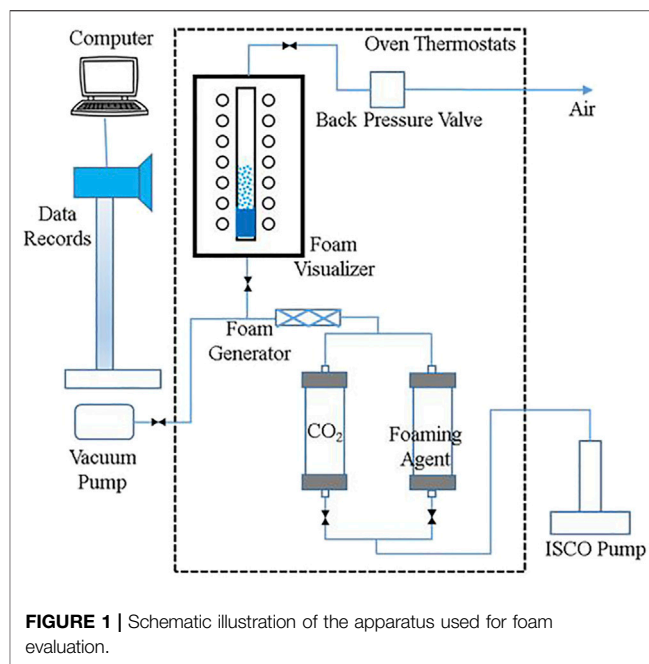 Computer
Oven Thermostats
Back Pressure Valve
Air
Data
Records
Foam
Visualizer
Foam
Generator
CO₂
Foaming
Agent
Vacuum
Pump
ISCO Pump
FIGURE 1 | Schematic illustration of the apparatus used for foam
evaluation.